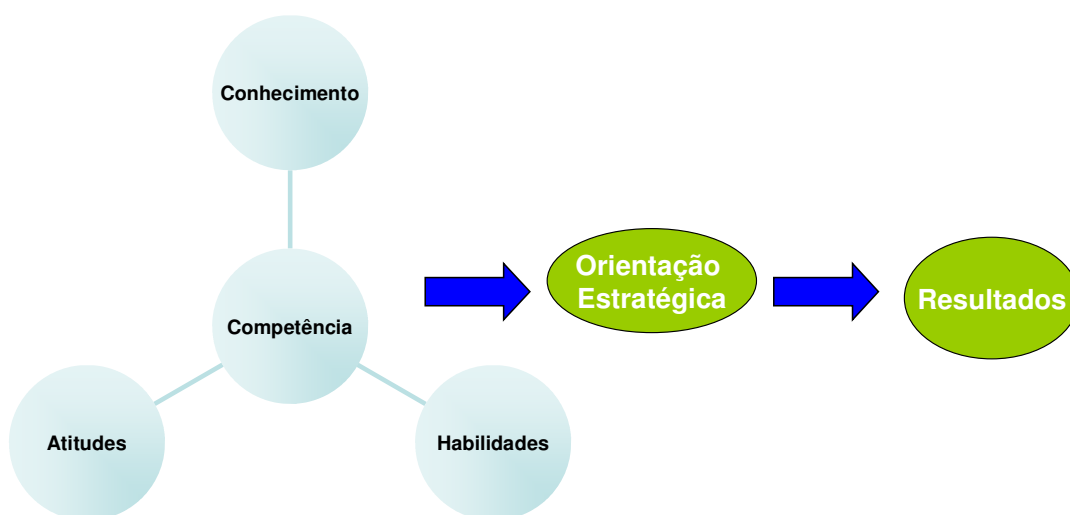 Conhecimento
Competência
Atitudes
Habilidades
Orientação
Estratégica
Resultados